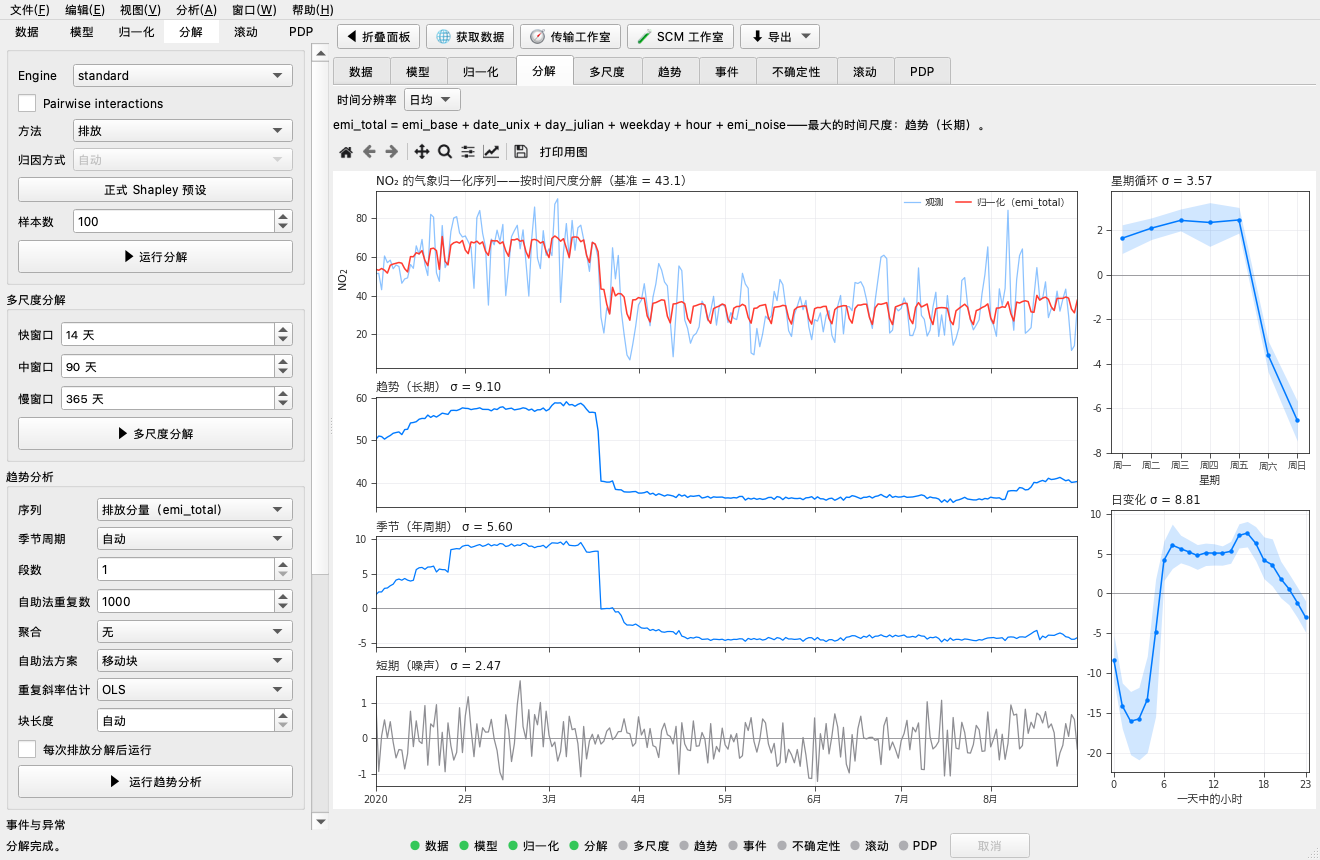 文件(F) 编辑(E) 视图(V) 分析(A) 窗口(W) 帮助(H)
数据 模型 归一化 分解 滚动 PDP
Engine standard
Pairwise interactions
方法 排放
归因方式 自动
正式 Shapley 预设
样本数 100
运行分解
多尺度分解
快窗口 14 天
中窗口 90 天
慢窗口 365 天
多尺度分解
趋势分析
序列 排放分量（emi_total）
季节周期 自动
段数 1
自助法重复数 1000
聚合 无
自助法方案 移动块
重复斜率估计 OLS
块长度 自动
每次排放分解后运行
运行趋势分析
事件与异常
分解完成。
折叠面板 获取数据 传输工作室 SCM 工作室 导出
数据 模型 归一化 分解 多尺度 趋势 事件 不确定性 滚动 PDP
时间分辨率 日均
emi_total = emi_base + date_unix + day_julian + weekday + hour + emi_noise——最大的时间尺度：趋势（长期）。
打印用图
NO₂ 的气象归一化序列——按时间尺度分解（基准 = 43.1）
观测 归一化（emi_total）
NO₂
80
60
40
20
趋势（长期） σ = 9.10
60
50
40
季节（年周期） σ = 5.60
10
5
0
-5
短期（噪声） σ = 2.47
1
0
-1
2020 2月 3月 4月 5月 6月 7月 8月
星期循环 σ = 3.57
2
0
-2
-4
-6
-8
周一 周二 周三 周四 周五 周六 周日
星期
日变化 σ = 8.81
10
5
0
-5
-10
-15
-20
0 6 12 18 23
一天中的小时
数据 模型 归一化 分解 多尺度 趋势 事件 不确定性 滚动 PDP 取消